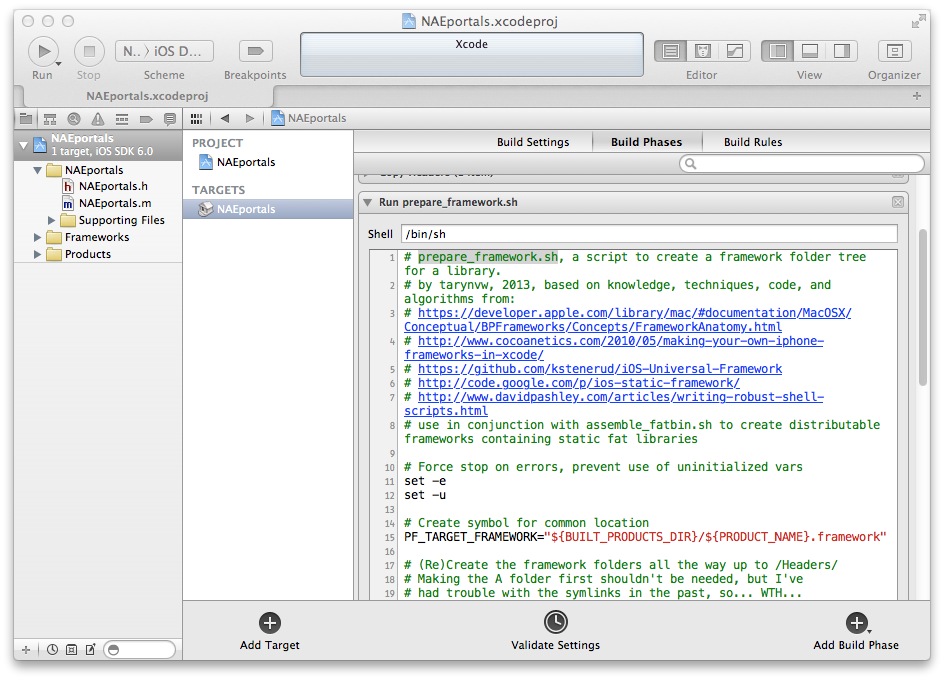 NAEportals.xcodeproj
Run
Stop
N.. 〉 iOS D...
Scheme
Breakpoints
Xcode
Editor
View
Organizer
NAEportals.xcodeproj
NAEportals
NAEportals
1 target, iOS SDK 6.0
NAEportals
NAEportals.h
NAEportals.m
Supporting Files
Frameworks
Products
PROJECT
NAEportals
TARGETS
NAEportals
Build Settings
Build Phases
Build Rules
Run prepare_framework.sh
Shell
/bin/sh
1 # prepare_framework.sh, a script to create a framework folder tree
for a library.
2 # by tarynvw, 2013, based on knowledge, techniques, code, and
algorithms from:
3 # https://developer.apple.com/library/mac/#documentation/MacOSX/
Conceptual/BPFrameworks/Concepts/FrameworkAnatomy.html
4 # http://www.cocoanetics.com/2010/05/making-your-own-iphone-
frameworks-in-xcode/
5 # https://github.com/kstenerud/iOS-Universal-Framework
6 # http://code.google.com/p/ios-static-framework/
7 # http://www.davidpashley.com/articles/writing-robust-shell-
scripts.html
8 # use in conjunction with assemble_fatbin.sh to create distributable
frameworks containing static fat libraries
9
10 # Force stop on errors, prevent use of uninitialized vars
11 set -e
12 set -u
13
14 # Create symbol for common location
15 PF_TARGET_FRAMEWORK="${BUILT_PRODUCTS_DIR}/${PRODUCT_NAME}.framework"
16
17 # (Re)Create the framework folders all the way up to /Headers/
18 # Making the A folder first shouldn't be needed, but I've
19 # had trouble with the symlinks in the past, so... WTH...
Add Target
Validate Settings
Add Build Phase